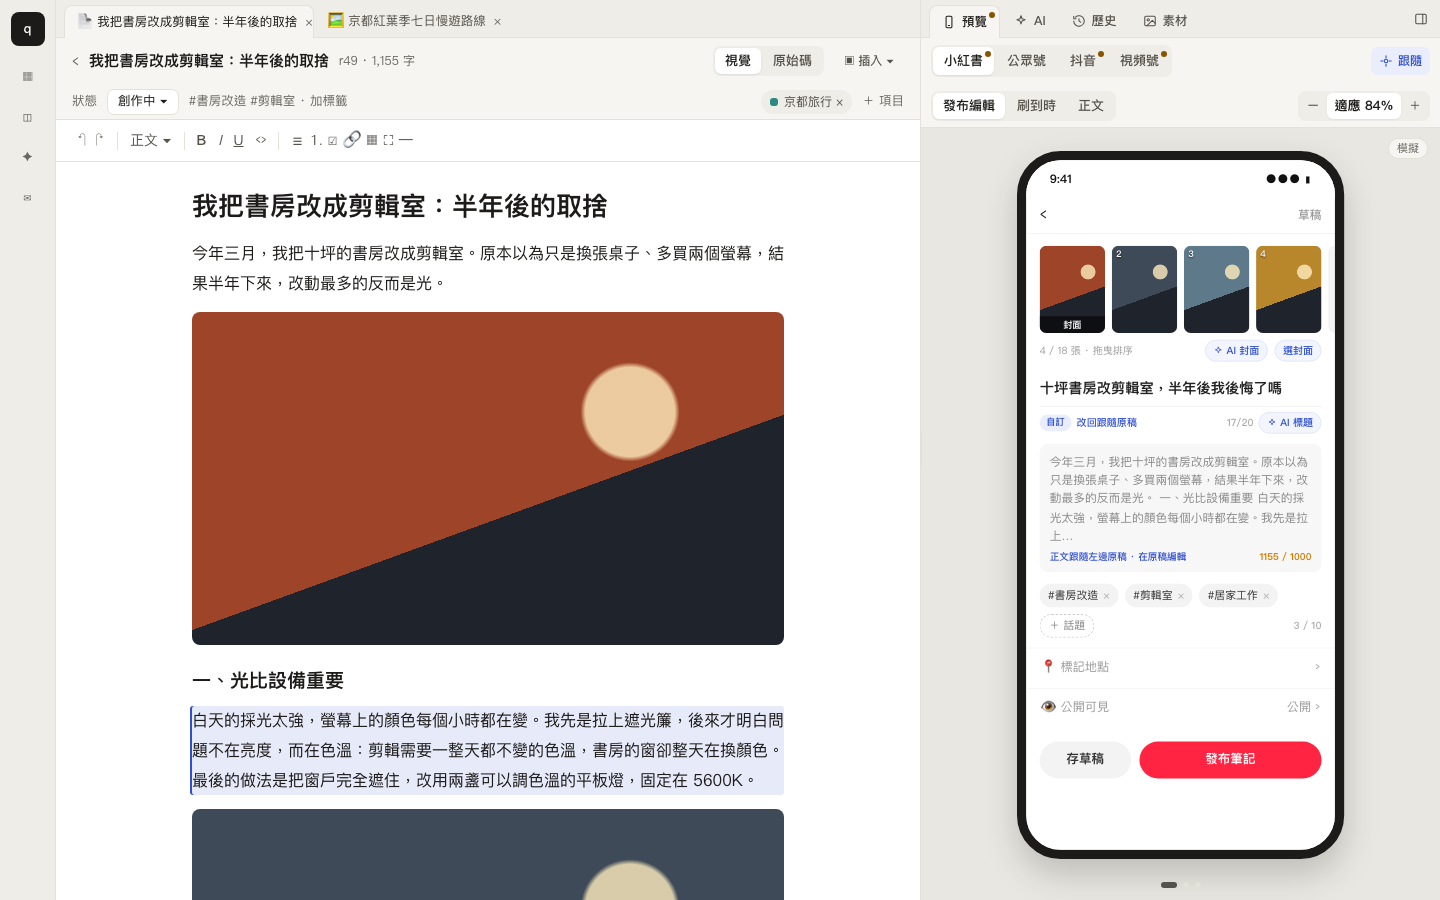 q
我把書房改成剪輯室：半年後的取捨 ×
京都紅葉季七日慢遊路線 ×
< 我把書房改成剪輯室：半年後的取捨 r49 · 1,155 字
視覺 原始碼
插入
狀態 創作中 #書房改造 #剪輯室 · 加標籤
京都旅行 ×
+ 項目
正文 B I U <> 1.
我把書房改成剪輯室：半年後的取捨
今年三月，我把十坪的書房改成剪輯室。原本以為只是換張桌子、多買兩個螢幕，結
果半年下來，改動最多的反而是光。
一、光比設備重要
白天的採光太強，螢幕上的顏色每個小時都在變。我先是拉上遮光簾，後來才明白問
題不在亮度，而在色溫：剪輯需要一整天都不變的色溫，書房的窗卻整天在換顏色。
最後的做法是把窗戶完全遮住，改用兩盞可以調色溫的平板燈，固定在 5600K。
預覽 AI 歷史 素材
小紅書 公眾號 抖音 視頻號
跟隨
發布編輯 刷到時 正文
− 適應 84% +
模擬
9:41
< 草稿
封面 2 3 4
4 / 18 張 · 拖曳排序
AI 封面 選封面
十坪書房改剪輯室，半年後我後悔了嗎
自訂 改回跟隨原稿 17/20 AI 標題
今年三月，我把十坪的書房改成剪輯室。原本以為
只是換張桌子、多買兩個螢幕，結果半年下來，改
動最多的反而是光。 一、光比設備重要 白天的採
光太強，螢幕上的顏色每個小時都在變。我先是拉
上…
正文跟隨左邊原稿 · 在原稿編輯 1155 / 1000
#書房改造 × #剪輯室 × #居家工作 ×
+ 話題 3 / 10
標記地點 >
公開可見 公開 >
存草稿 發布筆記